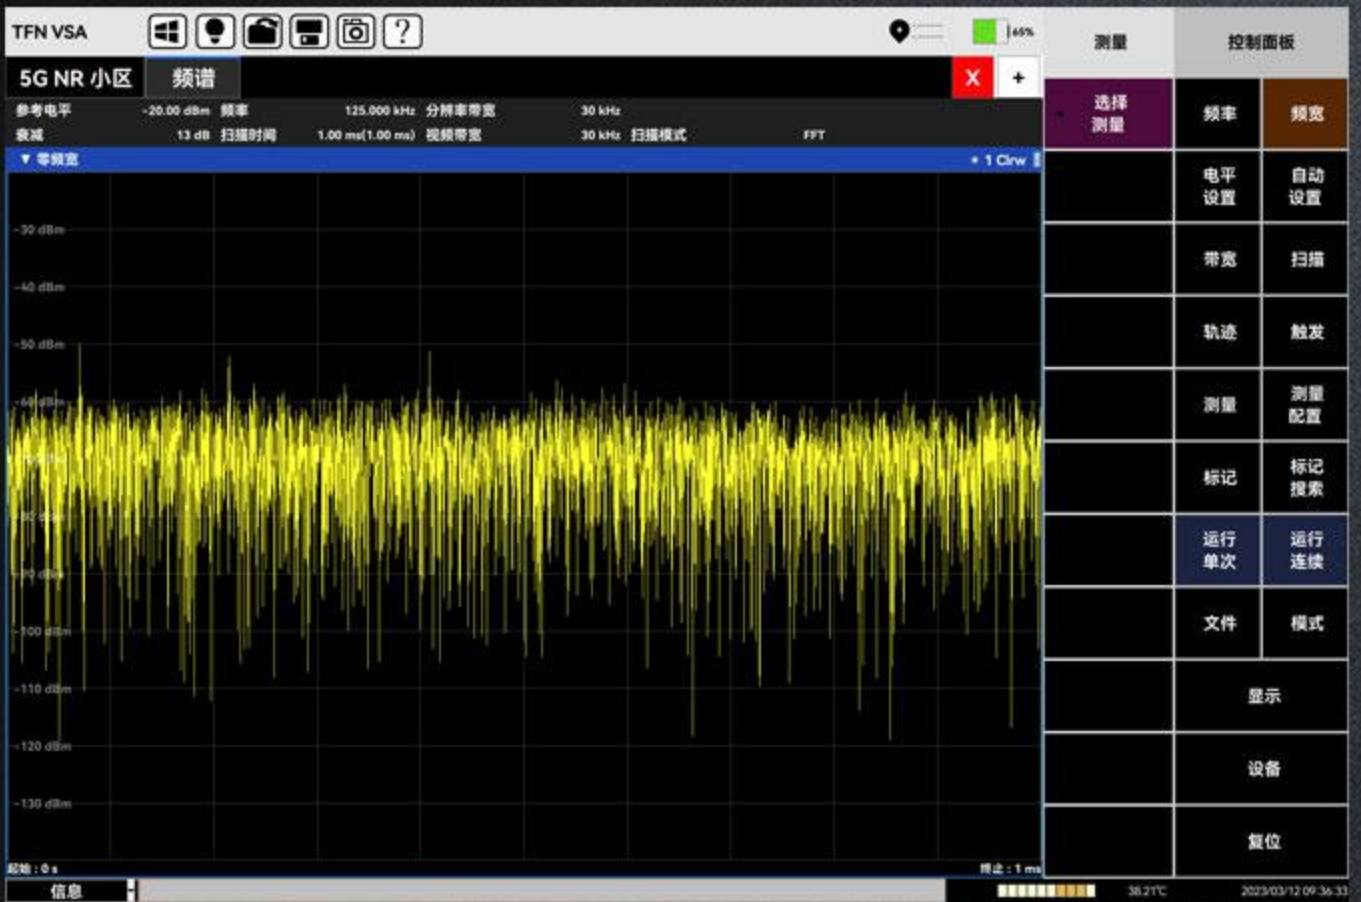 TFN VSA
?
65%
测量
控制面板
5G NR 小区
频谱
X
+
参考电平
-20.00 dBm
频率
125.000 kHz
分辨率带宽
30 kHz
衰减
13 dB
扫描时间
1.00 ms(1.00 ms)
视频带宽
30 kHz
扫描模式
FFT
▼ 零频宽
1 Clrw
选择
测量
频率
频宽
电平
设置
自动
设置
带宽
扫描
轨迹
触发
测量
测量
配置
标记
标记
搜索
运行
单次
运行
连续
文件
模式
显示
设备
复位
-30 dBm
-40 dBm
-50 dBm
-60 dBm
-80 dBm
-90 dBm
-100 dBm
-110 dBm
-120 dBm
-130 dBm
起始 : 0 s
终止 : 1 ms
信息
38.21℃
2023/03/12 09:36:33